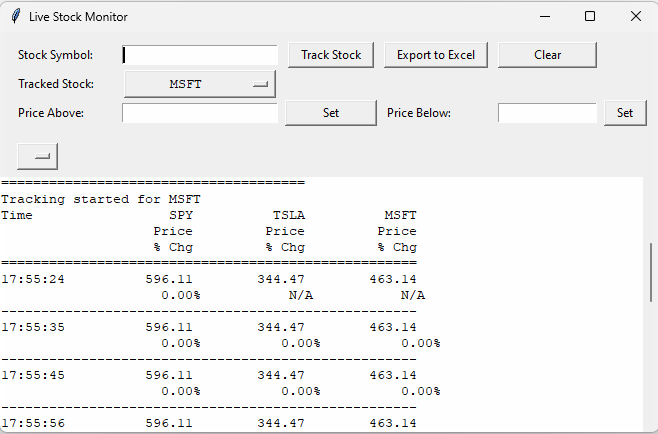 Live Stock Monitor
Stock Symbol: Track Stock Export to Excel Clear
Tracked Stock: MSFT
Price Above: Set Price Below: Set
======================================
Tracking started for MSFT
Time SPY TSLA MSFT
Price Price Price
% Chg % Chg % Chg
====================================================
17:55:24 596.11 344.47 463.14
0.00% N/A N/A
----------------------------------------------------
17:55:35 596.11 344.47 463.14
0.00% 0.00% 0.00%
----------------------------------------------------
17:55:45 596.11 344.47 463.14
0.00% 0.00% 0.00%
----------------------------------------------------
17:55:56 596.11 344.47 463.14